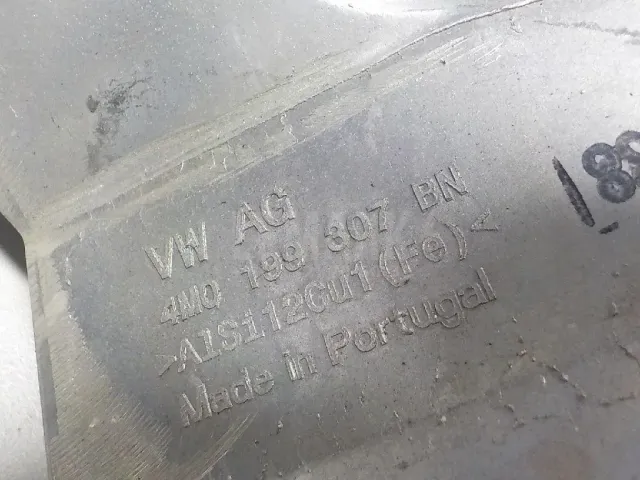 VW AG
4M0 199 307 BN
>AlSi12Cu1(Fe)<
Made in Portugal